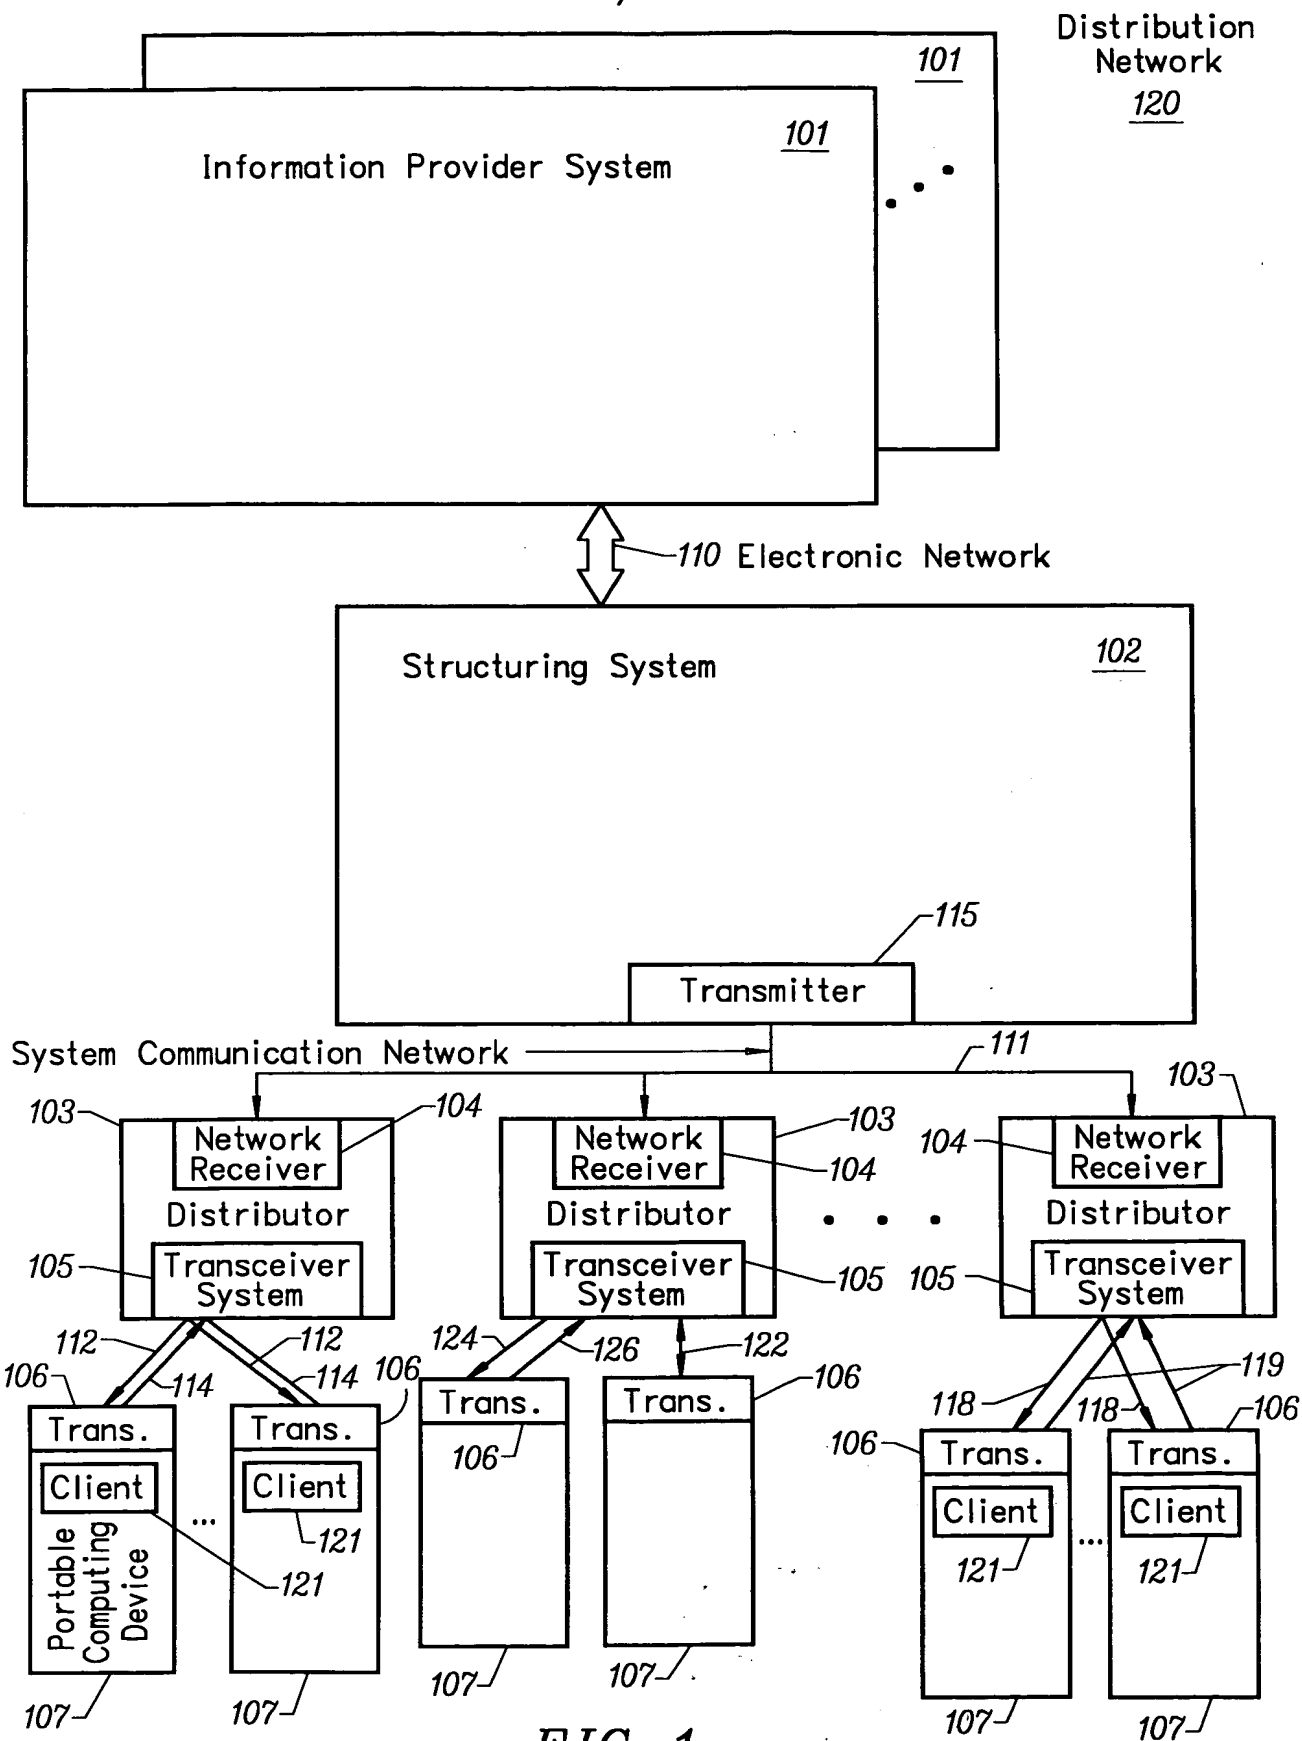 Distribution
Network
120
101
101
Information Provider System
110 Electronic Network
102
Structuring System
115
Transmitter
System Communication Network
111
103
104
103
103
Network
Receiver
Network
Receiver
104
104
Network
Receiver
Distributor
Distributor
Distributor
105
Transceiver
System
Transceiver
System
105
105
Transceiver
System
112
112
124
126
122
119
106
114
114
106
106
118
118
106
Trans.
Trans.
Trans.
Trans.
106
106
Trans.
Trans.
Client
Client
Client
Client
121
121
121
121
Portable
Computing
Device
107
107
107
107
107
107
FIG. 1